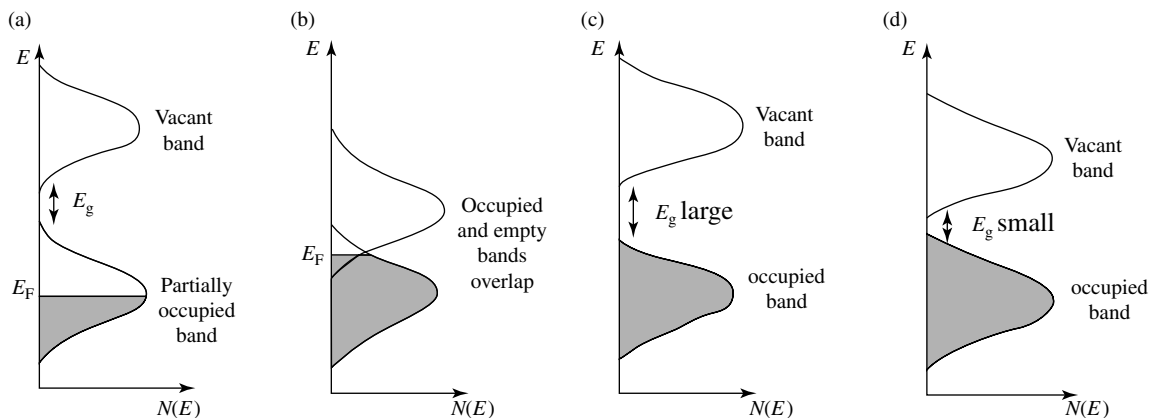 (a)
E
Vacant
band
E_g
E_F
Partially
occupied
band
N(E)
(b)
E
Occupied
and empty
bands
overlap
E_F
N(E)
(c)
E
Vacant
band
E_g large
occupied
band
N(E)
(d)
E
Vacant
band
E_g small
occupied
band
N(E)